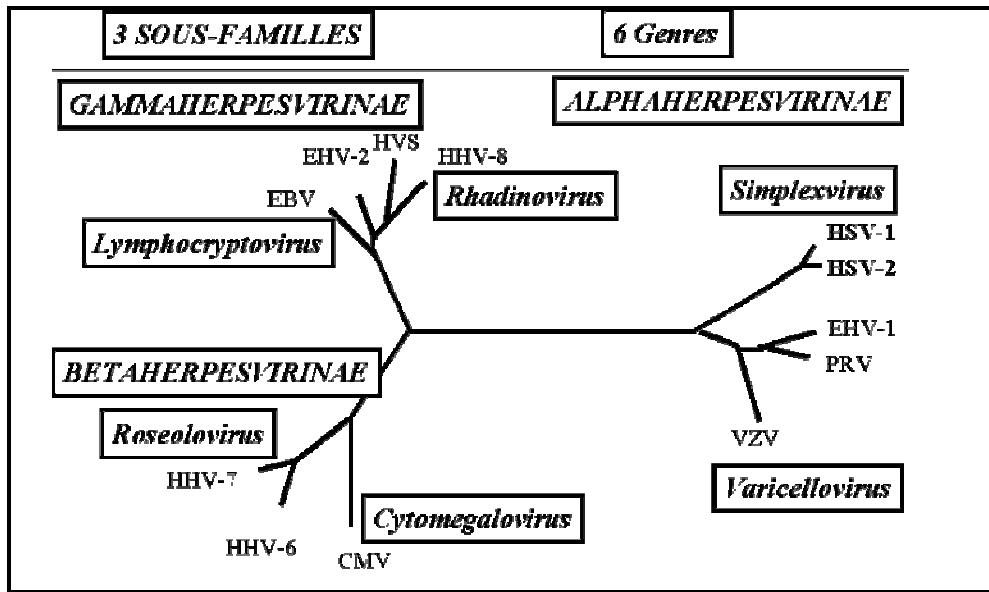 3 SOUS-FAMILLES
6 Genres
GAMMAHERPESVIRINAE
ALPHAHERPESVIRINAE
HVS
EHV-2
HHV-8
EBV
Rhadinovirus
Simplexvirus
Lymphocryptovirus
HSV-1
HSV-2
EHV-1
PRV
BETAHERPESVIRINAE
Roseolovirus
VZV
HHV-7
Varicellovirus
Cytomegalovirus
HHV-6
CMV